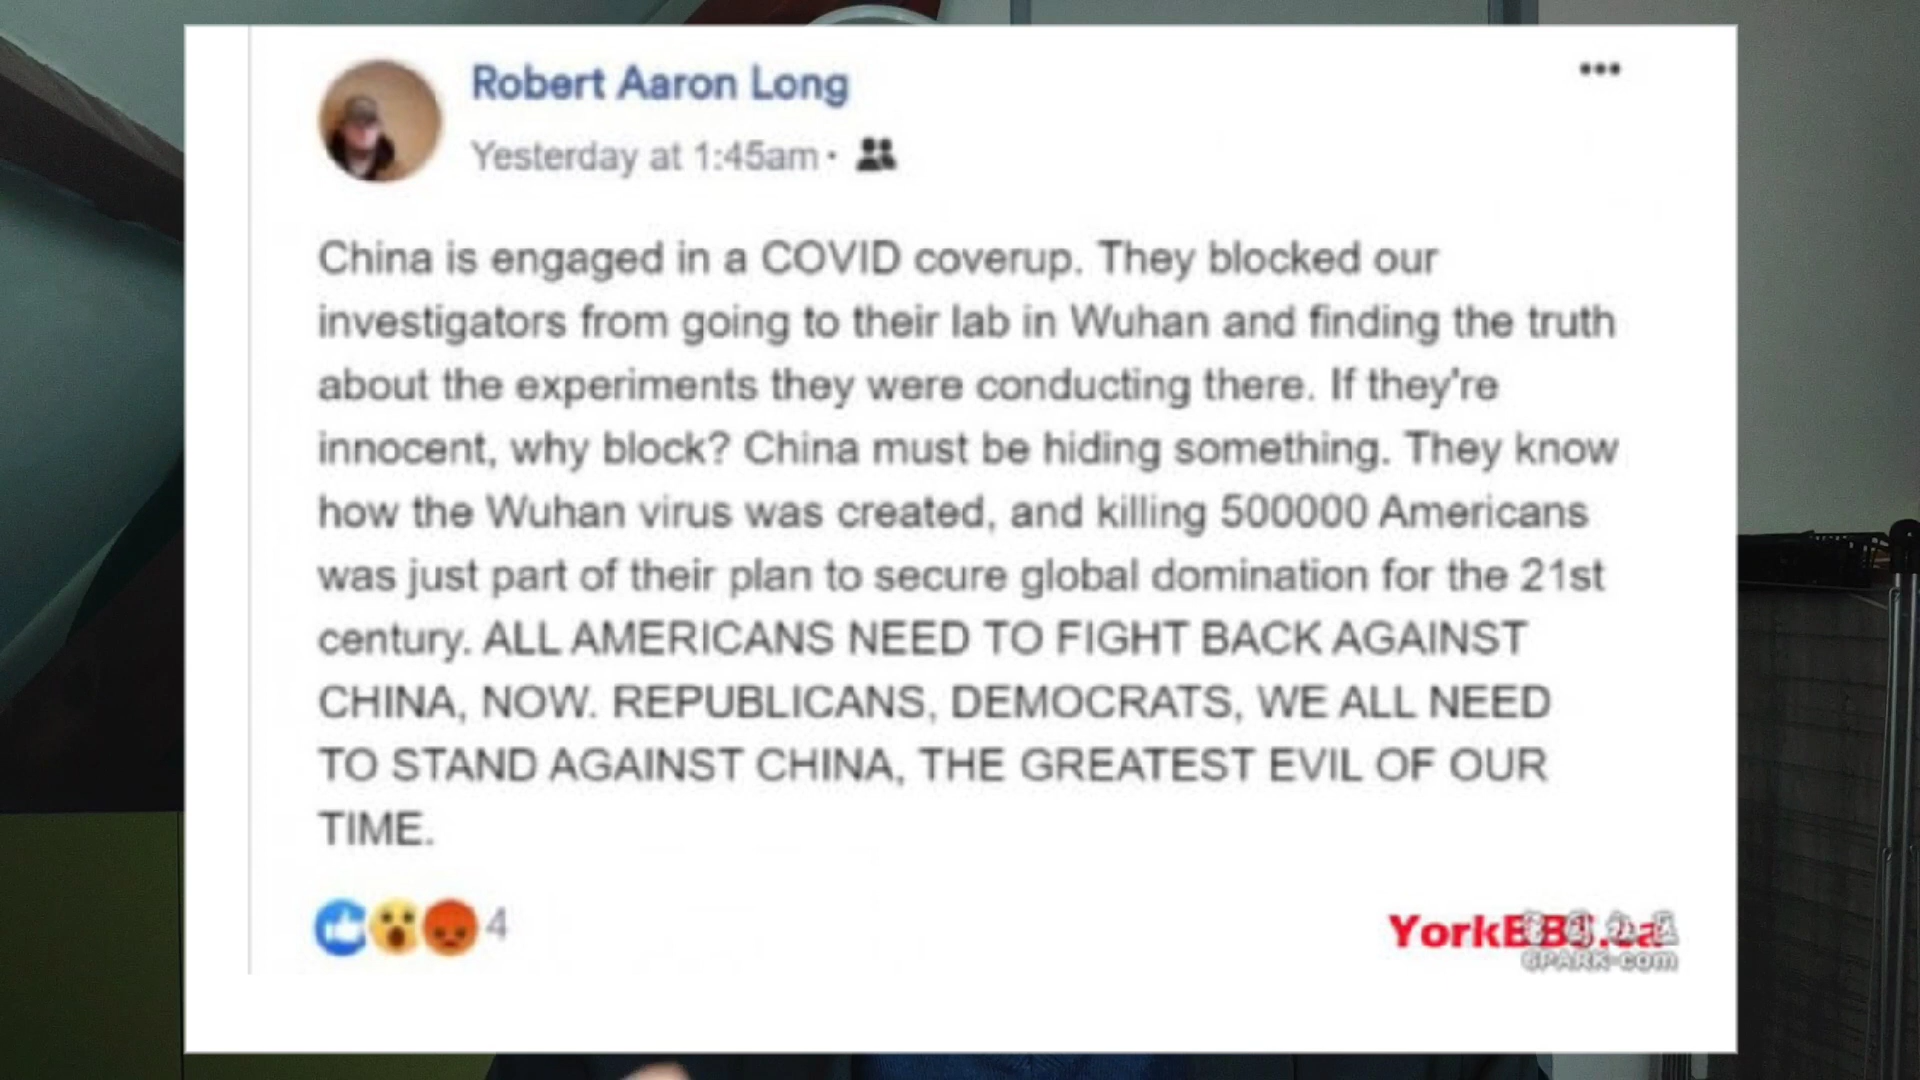 Robert Aaron Long
Yesterday at 1:45am ·
China is engaged in a COVID coverup. They blocked our
investigators from going to their lab in Wuhan and finding the truth
about the experiments they were conducting there. If they're
innocent, why block? China must be hiding something. They know
how the Wuhan virus was created, and killing 500000 Americans
was just part of their plan to secure global domination for the 21st
century. ALL AMERICANS NEED TO FIGHT BACK AGAINST
CHINA, NOW. REPUBLICANS, DEMOCRATS, WE ALL NEED
TO STAND AGAINST CHINA, THE GREATEST EVIL OF OUR
TIME.
4
YorkBBS.ca
6PARK.com